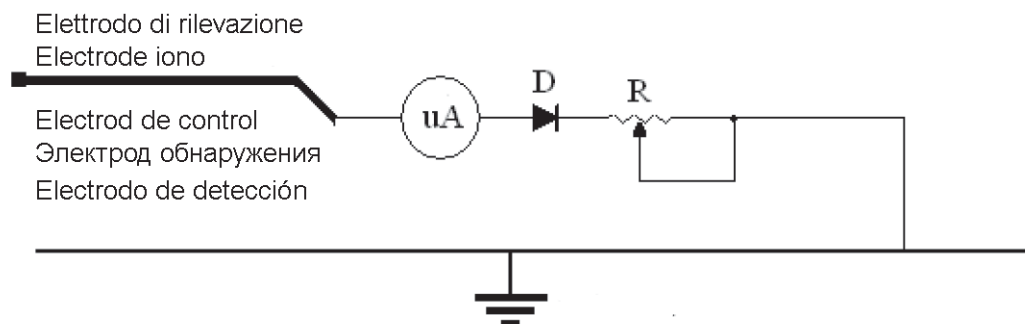 Elettrodo di rilevazione
Electrode iono
Electrod de control
Электрод обнаружения
Electrodo de detección
uA
D
R